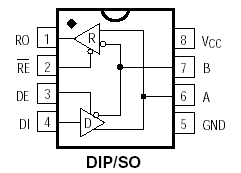 RO 1 R 8 VCC
RE 2 7 B
DE 3 6 A
DI 4 D 5 GND
DIP/SO